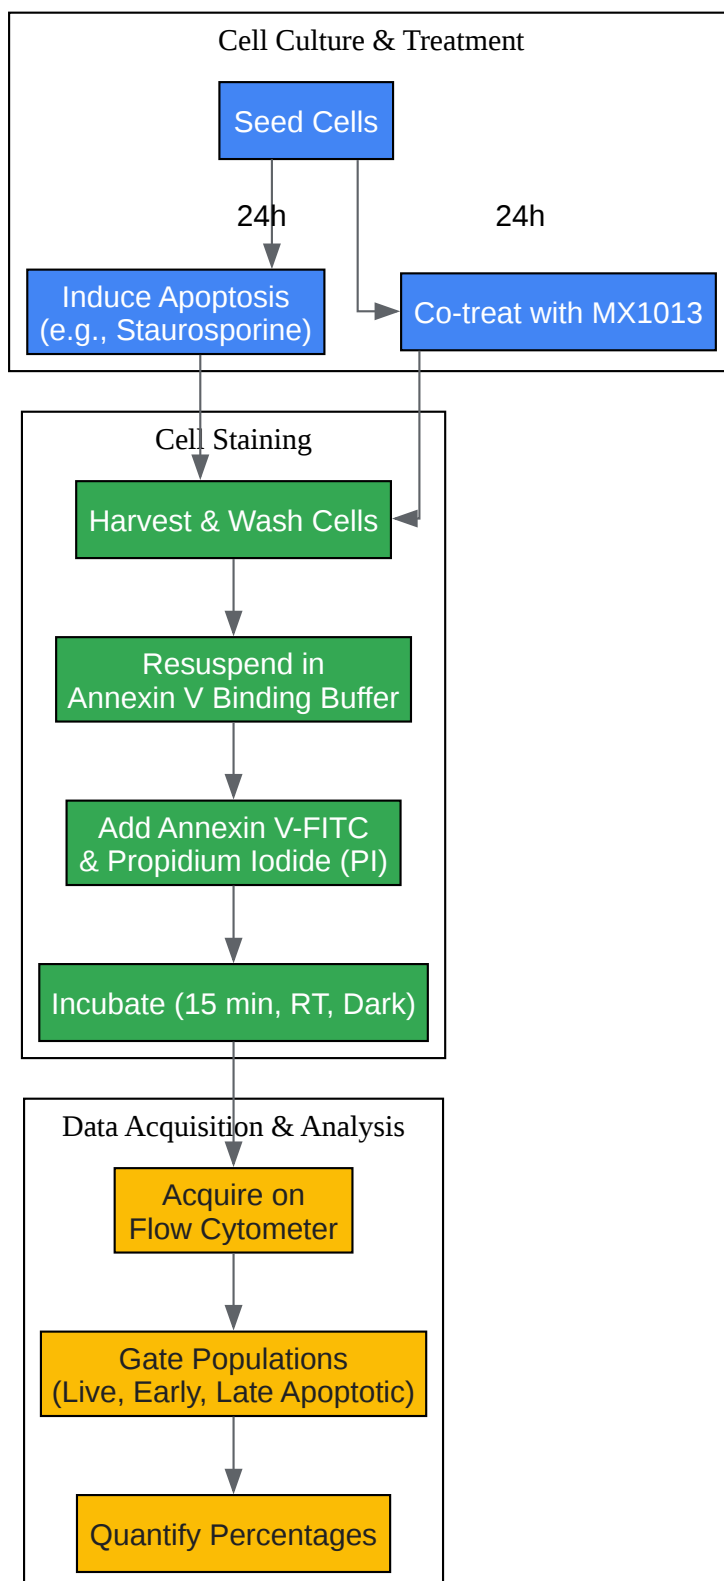 Cell Culture & Treatment
Seed Cells
24h
24h
Induce Apoptosis
(e.g., Staurosporine)
Co-treat with MX1013
Cell Staining
Harvest & Wash Cells
Resuspend in
Annexin V Binding Buffer
Add Annexin V-FITC
& Propidium Iodide (PI)
Incubate (15 min, RT, Dark)
Data Acquisition & Analysis
Acquire on
Flow Cytometer
Gate Populations
(Live, Early, Late Apoptotic)
Quantify Percentages